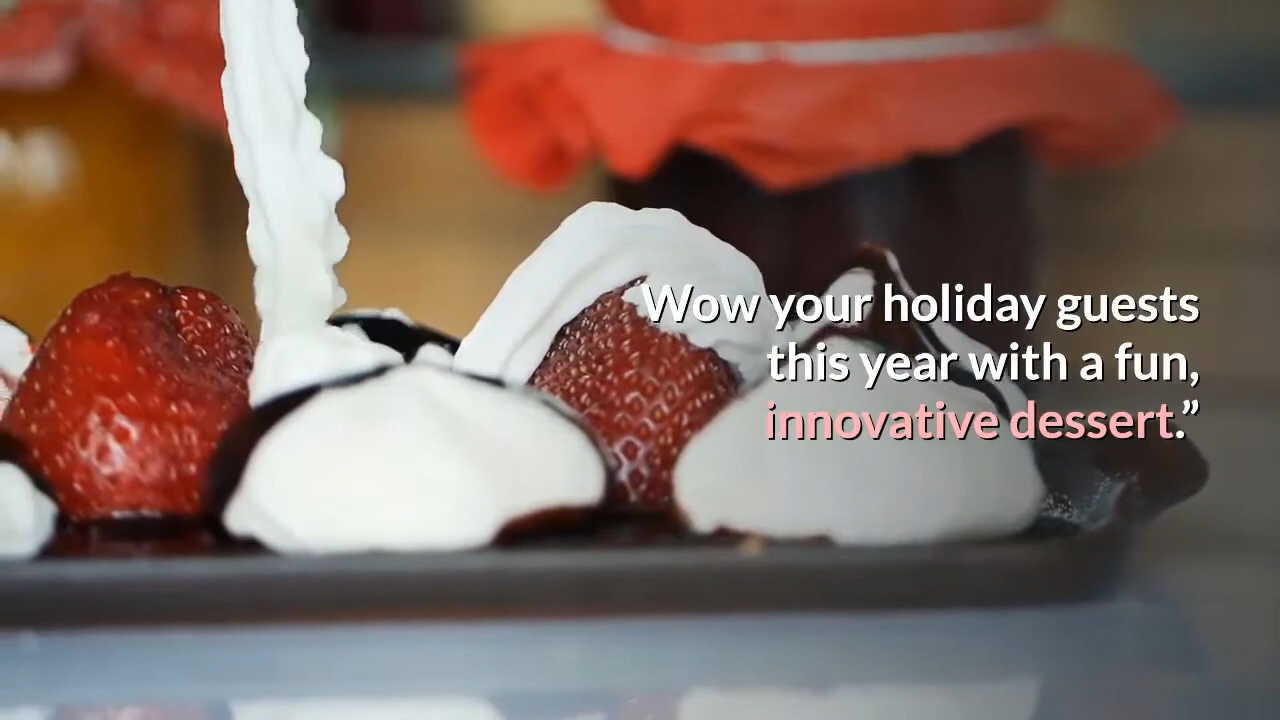 Wow your holiday guests
this year with a fun,
innovative dessert.”